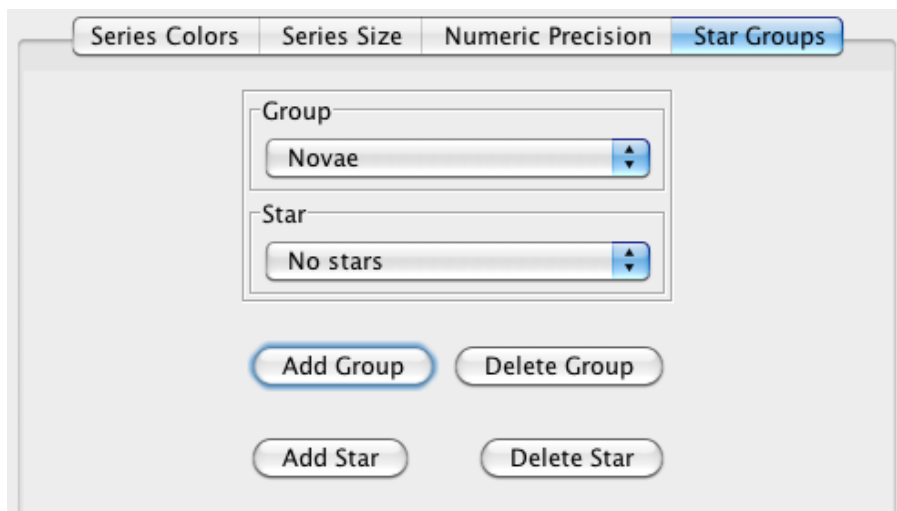 Series Colors Series Size Numeric Precision Star Groups
Group
Novae
Star
No stars
Add Group Delete Group
Add Star Delete Star